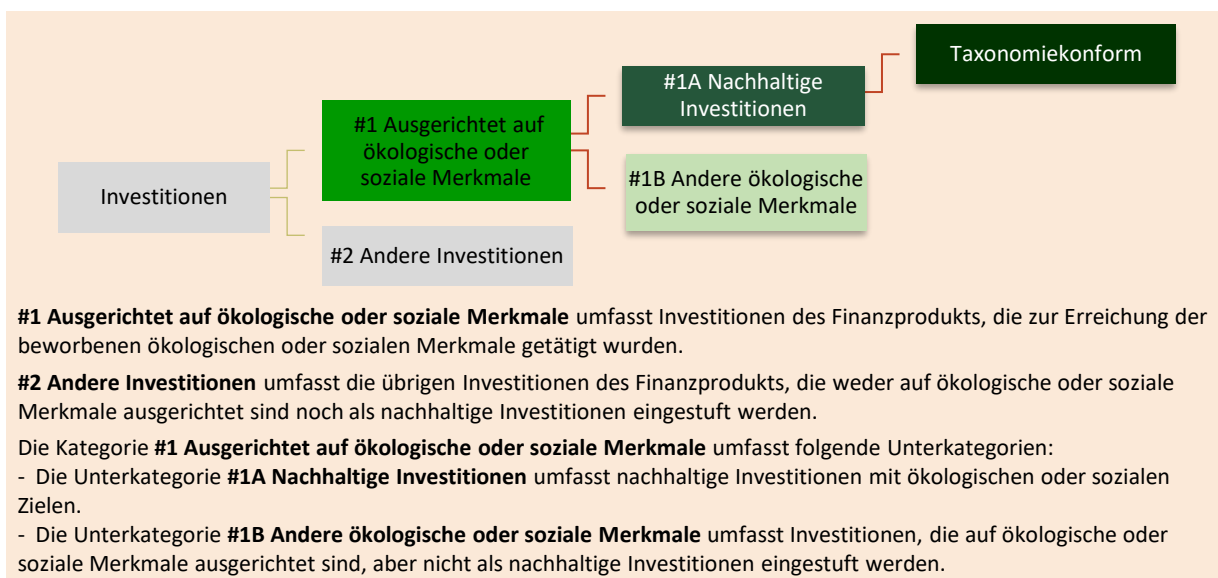 Taxonomiekonform
#1A Nachhaltige
Investitionen
#1 Ausgerichtet auf
ökologische oder
soziale Merkmale
#1B Andere ökologische
oder soziale Merkmale
Investitionen
#2 Andere Investitionen
#1 Ausgerichtet auf ökologische oder soziale Merkmale umfasst Investitionen des Finanzprodukts, die zur Erreichung der
beworbenen ökologischen oder sozialen Merkmale getätigt wurden.
#2 Andere Investitionen umfasst die übrigen Investitionen des Finanzprodukts, die weder auf ökologische oder soziale
Merkmale ausgerichtet sind noch als nachhaltige Investitionen eingestuft werden.
Die Kategorie #1 Ausgerichtet auf ökologische oder soziale Merkmale umfasst folgende Unterkategorien:
- Die Unterkategorie #1A Nachhaltige Investitionen umfasst nachhaltige Investitionen mit ökologischen oder sozialen
Zielen.
- Die Unterkategorie #1B Andere ökologische oder soziale Merkmale umfasst Investitionen, die auf ökologische oder
soziale Merkmale ausgerichtet sind, aber nicht als nachhaltige Investitionen eingestuft werden.